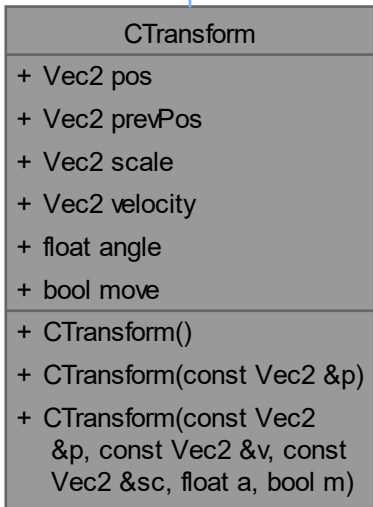 CTransform
+ Vec2 pos
+ Vec2 prevPos
+ Vec2 scale
+ Vec2 velocity
+ float angle
+ bool move
+ CTransform()
+ CTransform(const Vec2 &p)
+ CTransform(const Vec2
&p, const Vec2 &v, const
Vec2 &sc, float a, bool m)